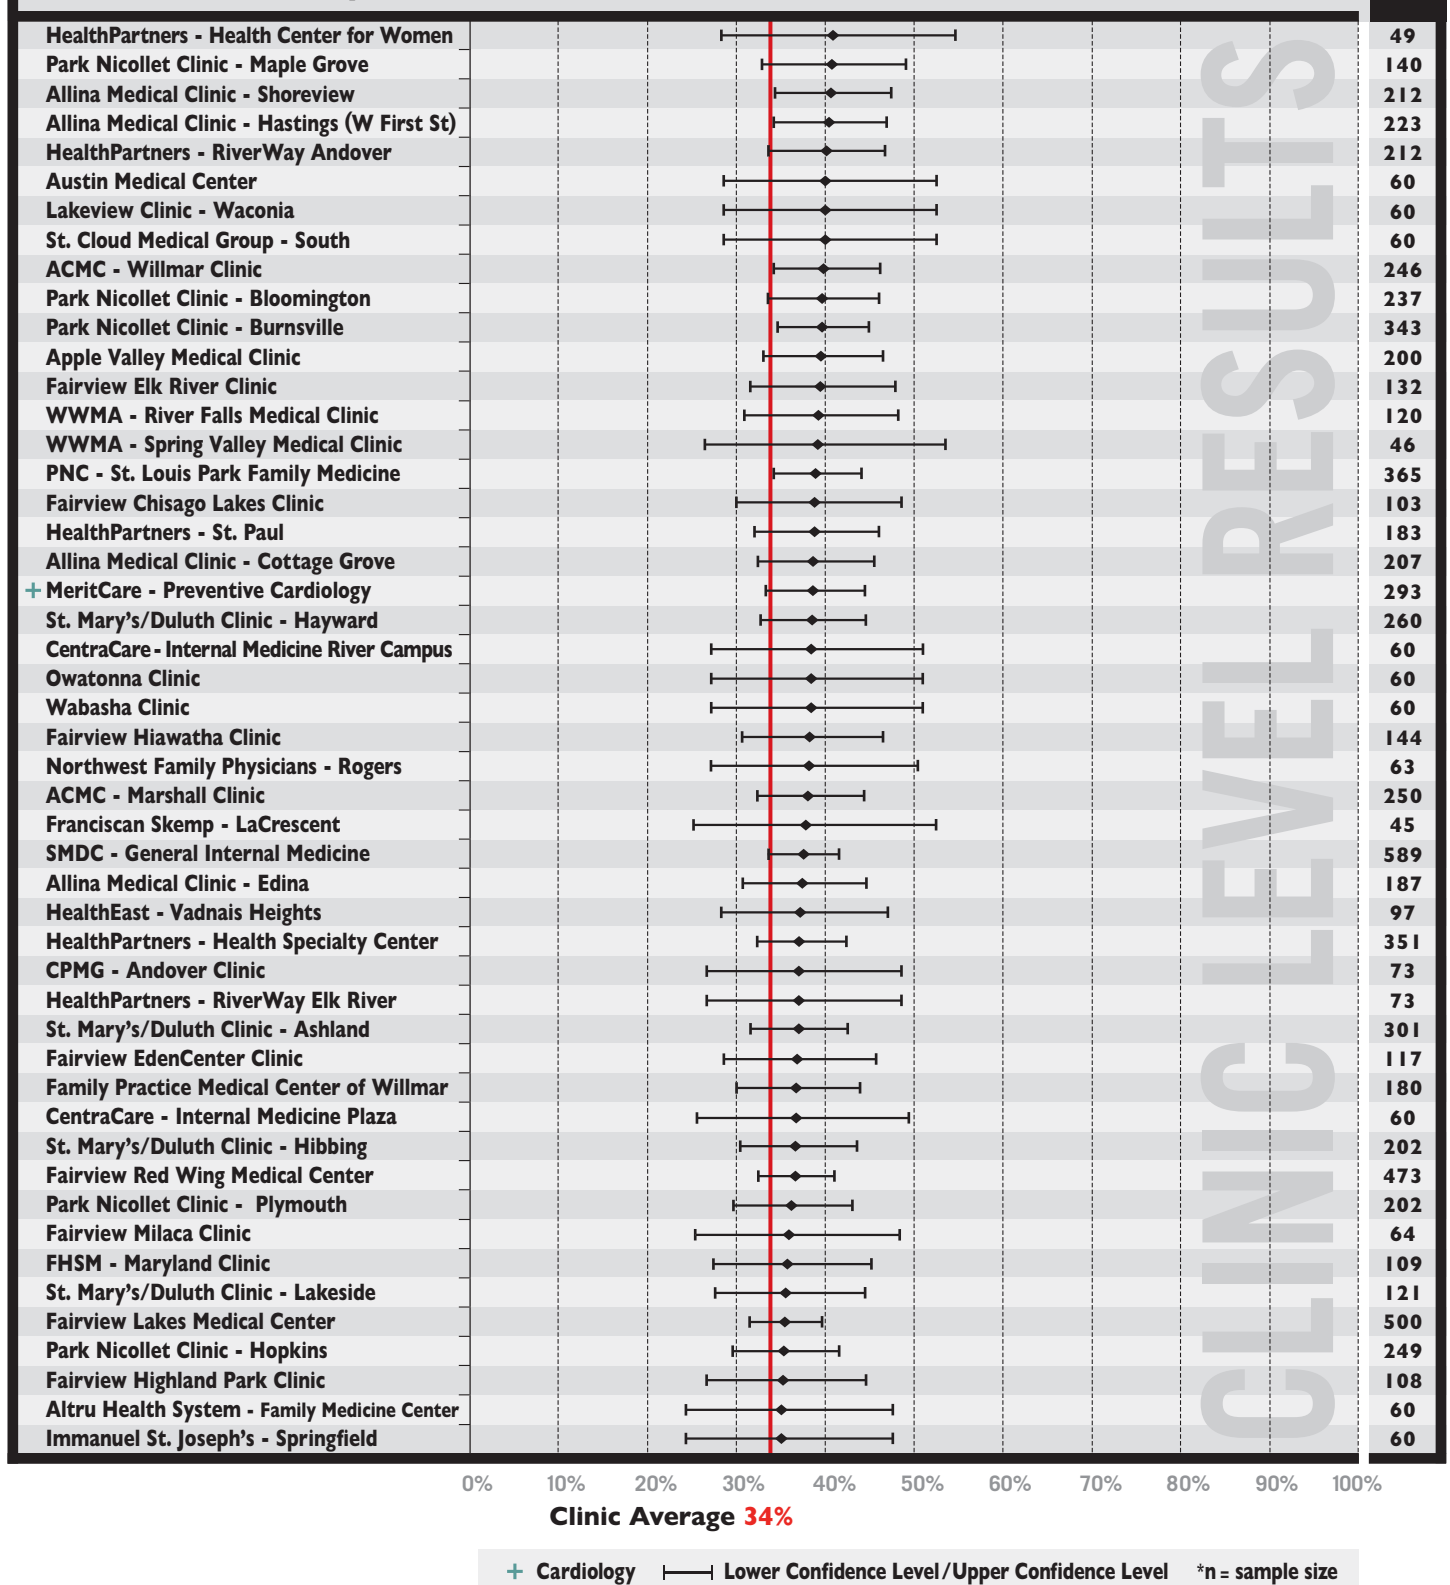 HealthPartners - Health Center for Women 49
Park Nicollet Clinic - Maple Grove 140
Allina Medical Clinic - Shoreview 212
Allina Medical Clinic - Hastings (W First St) 223
HealthPartners - RiverWay Andover 212
Austin Medical Center 60
Lakeview Clinic - Waconia 60
St. Cloud Medical Group - South 60
ACMC - Willmar Clinic 246
Park Nicollet Clinic - Bloomington 237
Park Nicollet Clinic - Burnsville 343
Apple Valley Medical Clinic 200
Fairview Elk River Clinic 132
WWMA - River Falls Medical Clinic 120
WWMA - Spring Valley Medical Clinic 46
PNC - St. Louis Park Family Medicine 365
Fairview Chisago Lakes Clinic 103
HealthPartners - St. Paul 183
Allina Medical Clinic - Cottage Grove 207
+ MeritCare - Preventive Cardiology 293
St. Mary's/Duluth Clinic - Hayward 260
CentraCare - Internal Medicine River Campus 60
Owatonna Clinic 60
Wabasha Clinic 60
Fairview Hiawatha Clinic 144
Northwest Family Physicians - Rogers 63
ACMC - Marshall Clinic 250
Franciscan Skemp - LaCrescent 45
SMDC - General Internal Medicine 589
Allina Medical Clinic - Edina 187
HealthEast - Vadnais Heights 97
HealthPartners - Health Specialty Center 351
CPMG - Andover Clinic 73
HealthPartners - RiverWay Elk River 73
St. Mary's/Duluth Clinic - Ashland 301
Fairview EdenCenter Clinic 117
Family Practice Medical Center of Willmar 180
CentraCare - Internal Medicine Plaza 60
St. Mary's/Duluth Clinic - Hibbing 202
Fairview Red Wing Medical Center 473
Park Nicollet Clinic - Plymouth 202
Fairview Milaca Clinic 64
FHSM - Maryland Clinic 109
St. Mary's/Duluth Clinic - Lakeside 121
Fairview Lakes Medical Center 500
Park Nicollet Clinic - Hopkins 249
Fairview Highland Park Clinic 108
Altru Health System - Family Medicine Center 60
Immanuel St. Joseph's - Springfield 60
CLINIC LEVEL RESULTS
0% 10% 20% 30% 40% 50% 60% 70% 80% 90% 100%
Clinic Average 34%
+ Cardiology Lower Confidence Level/Upper Confidence Level *n = sample size